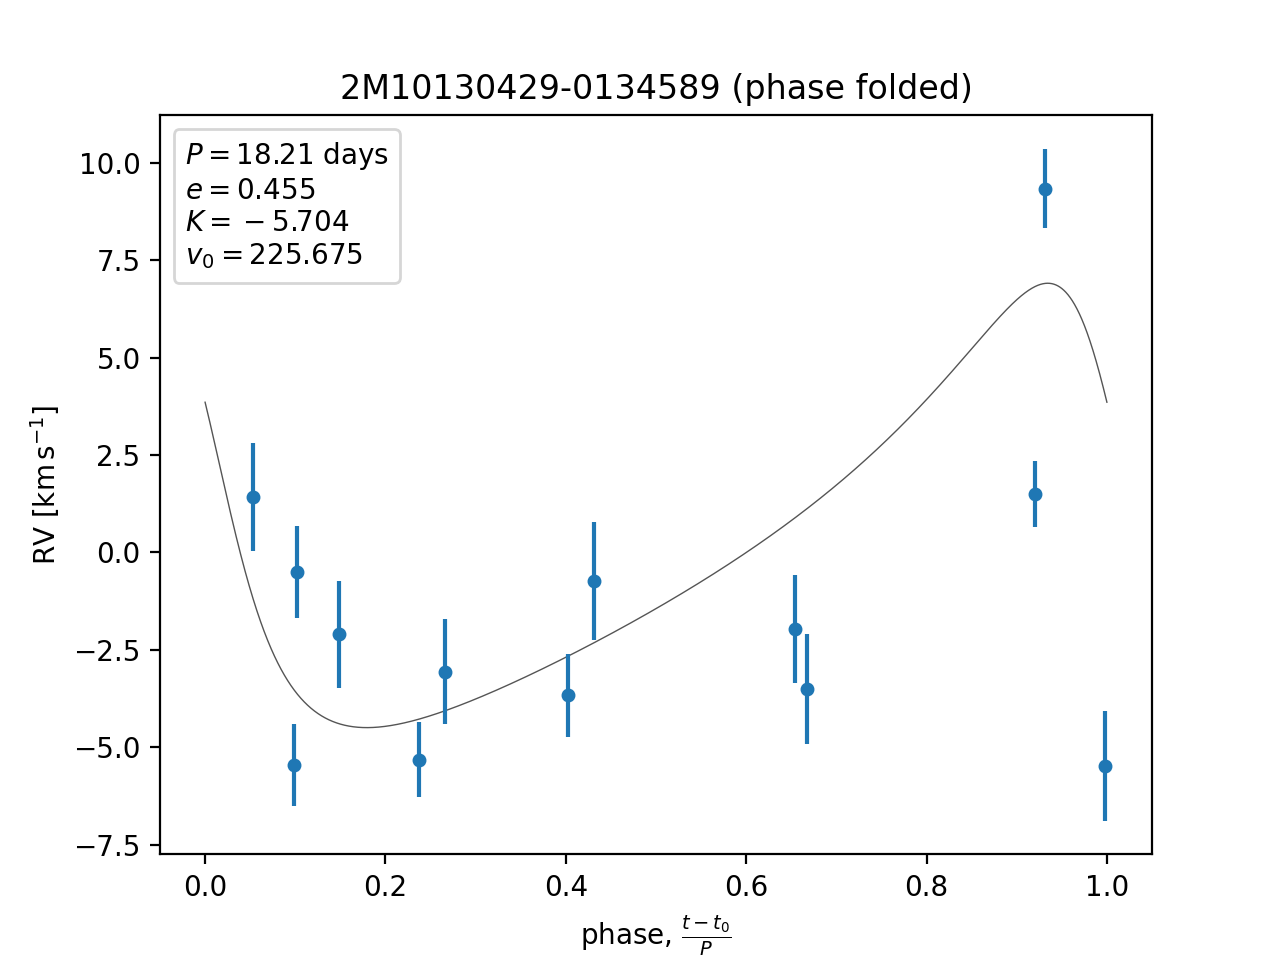 2M10130429-0134589 (phase folded)
P = 18.21 days
e = 0.455
K = −5.704
v₀ = 225.675
10.0
7.5
5.0
2.5
0.0
−2.5
−5.0
−7.5
RV [km s⁻¹]
0.0 0.2 0.4 0.6 0.8 1.0
phase, (t − t₀)/P